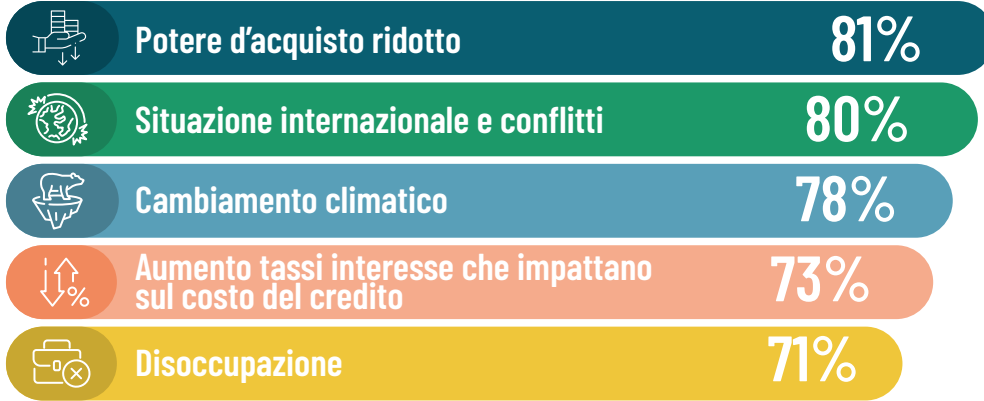 Potere d’acquisto ridotto 81%
Situazione internazionale e conflitti 80%
Cambiamento climatico 78%
Aumento tassi interesse che impattano
sul costo del credito 73%
%
Disoccupazione 71%